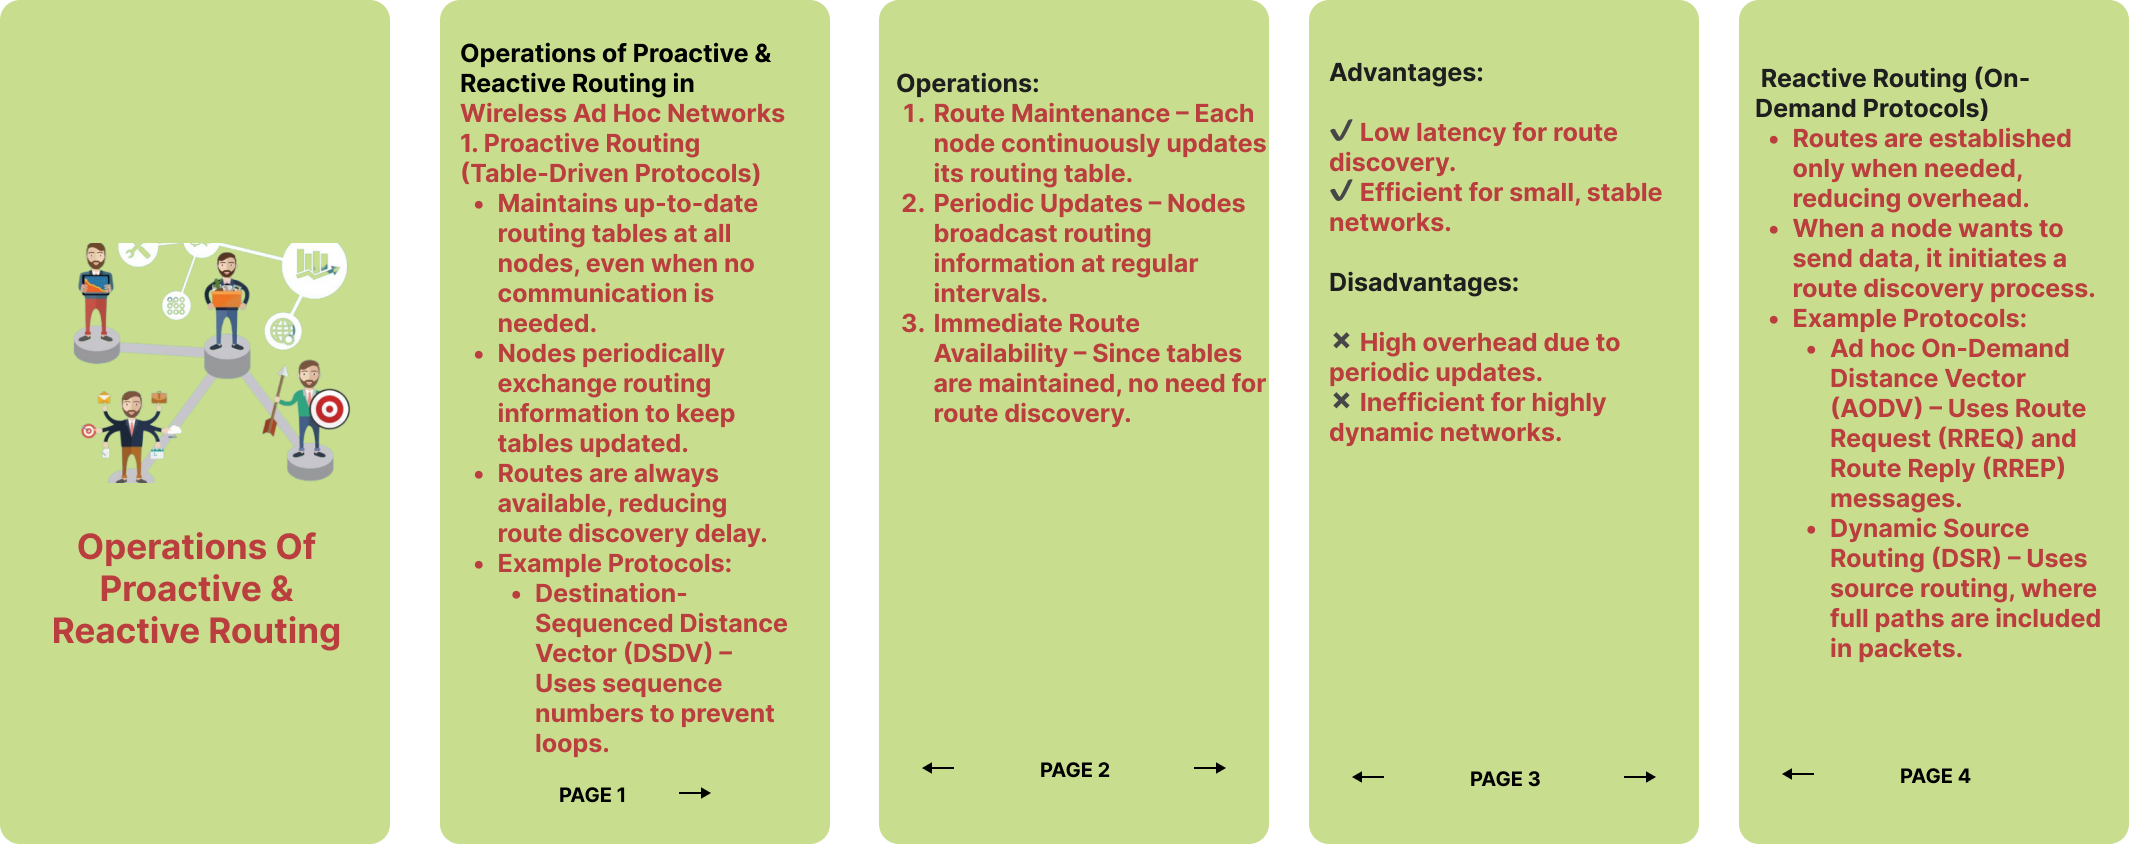 Operations Of
Proactive &
Reactive Routing
Operations of Proactive &
Reactive Routing in
Wireless Ad Hoc Networks
1. Proactive Routing
(Table-Driven Protocols)
• Maintains up-to-date
routing tables at all
nodes, even when no
communication is
needed.
• Nodes periodically
exchange routing
information to keep
tables updated.
• Routes are always
available, reducing
route discovery delay.
• Example Protocols:
• Destination-
Sequenced Distance
Vector (DSDV) –
Uses sequence
numbers to prevent
loops.
PAGE 1 →
Operations:
1. Route Maintenance – Each
node continuously updates
its routing table.
2. Periodic Updates – Nodes
broadcast routing
information at regular
intervals.
3. Immediate Route
Availability – Since tables
are maintained, no need for
route discovery.
← PAGE 2 →
Advantages:
✔ Low latency for route
discovery.
✔ Efficient for small, stable
networks.
Disadvantages:
✖ High overhead due to
periodic updates.
✖ Inefficient for highly
dynamic networks.
← PAGE 3 →
Reactive Routing (On-
Demand Protocols)
• Routes are established
only when needed,
reducing overhead.
• When a node wants to
send data, it initiates a
route discovery process.
• Example Protocols:
• Ad hoc On-Demand
Distance Vector
(AODV) – Uses Route
Request (RREQ) and
Route Reply (RREP)
messages.
• Dynamic Source
Routing (DSR) – Uses
source routing, where
full paths are included
in packets.
← PAGE 4